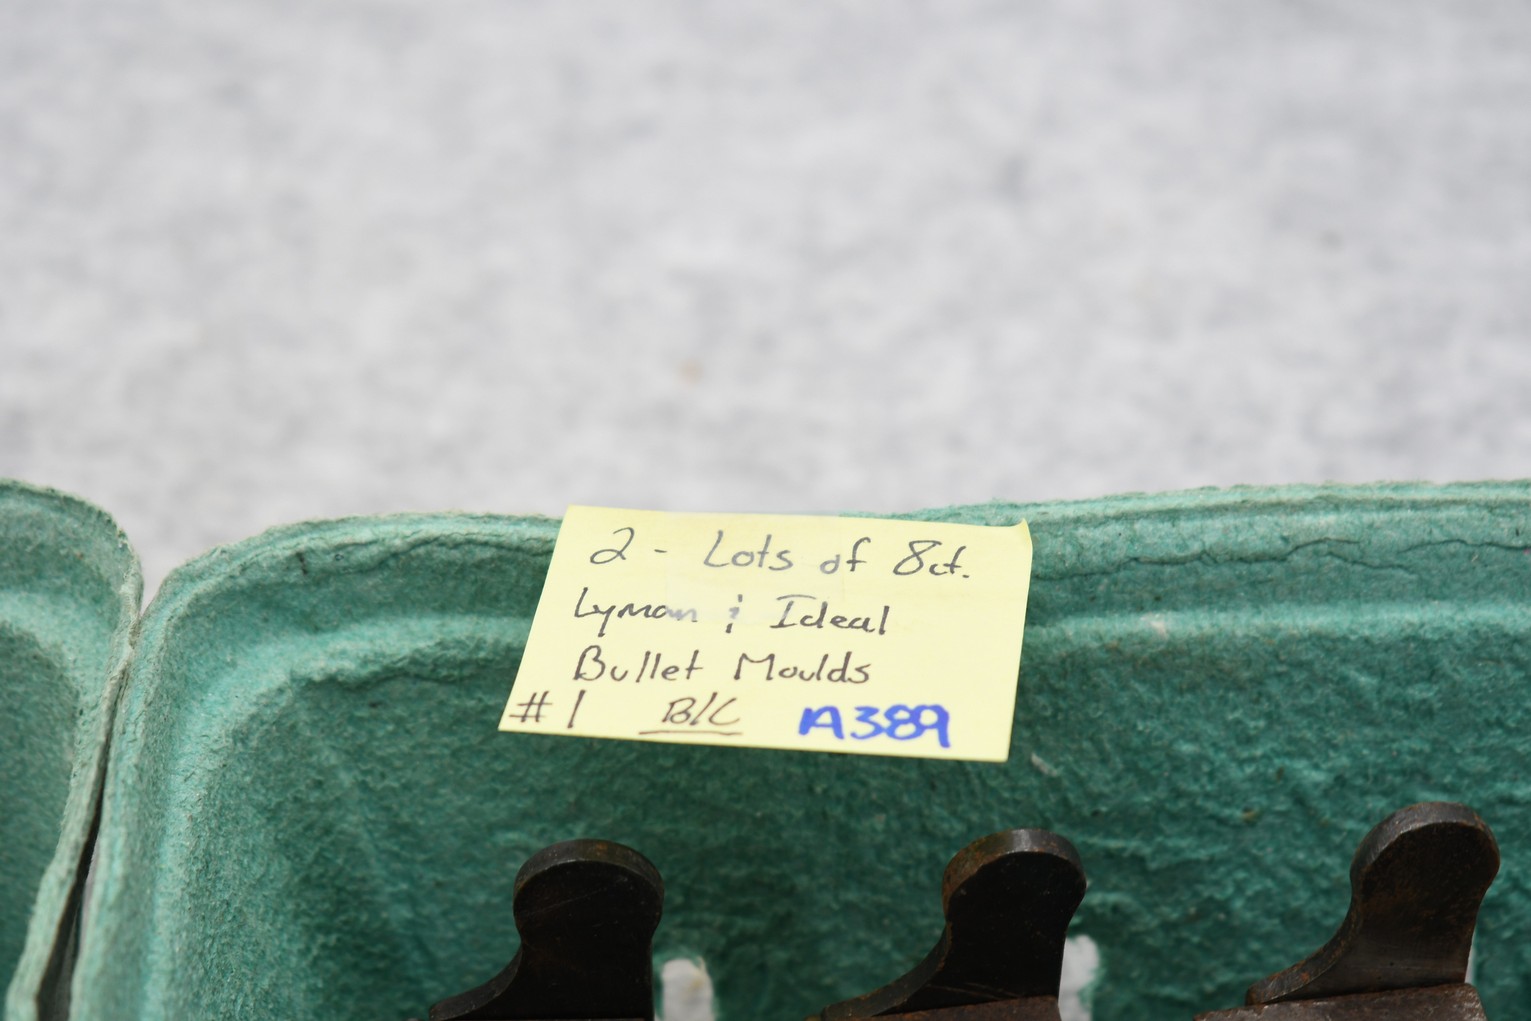 2 - Lots of 8ct.
Lyman & Ideal
Bullet Moulds
#1 B/C A389